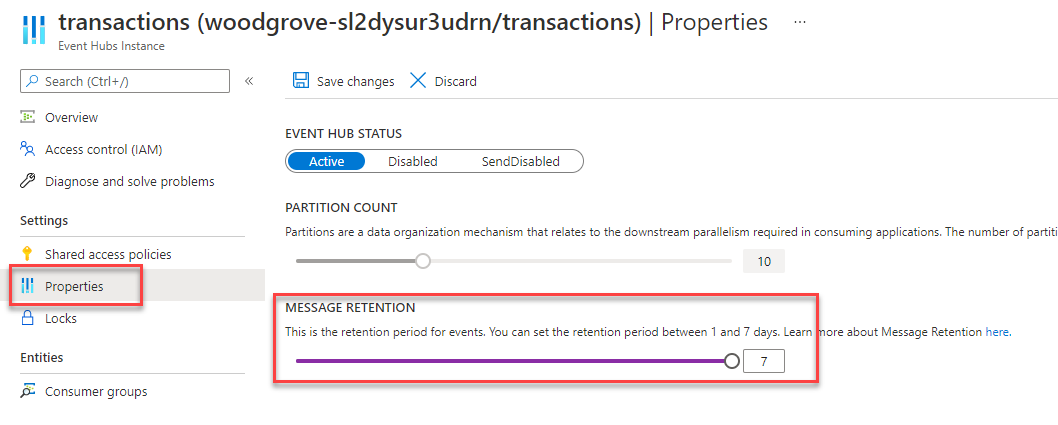 transactions (woodgrove-sl2dysur3udrn/transactions) | Properties ...
Event Hubs Instance
Search (Ctrl+/) «
Overview
Access control (IAM)
Diagnose and solve problems
Settings
Shared access policies
Properties
Locks
Entities
Consumer groups
Save changes Discard
EVENT HUB STATUS
Active Disabled SendDisabled
PARTITION COUNT
Partitions are a data organization mechanism that relates to the downstream parallelism required in consuming applications. The number of partiti
10
MESSAGE RETENTION
This is the retention period for events. You can set the retention period between 1 and 7 days. Learn more about Message Retention here.
7